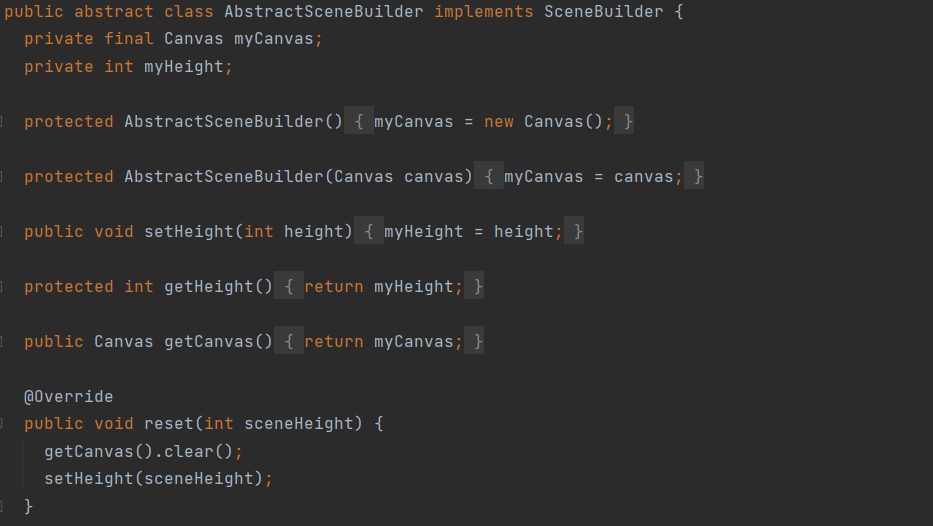 public abstract class AbstractSceneBuilder implements SceneBuilder {
private final Canvas myCanvas;
private int myHeight;
protected AbstractSceneBuilder() { myCanvas = new Canvas(); }
protected AbstractSceneBuilder(Canvas canvas) { myCanvas = canvas; }
public void setHeight(int height) { myHeight = height; }
protected int getHeight() { return myHeight; }
public Canvas getCanvas() { return myCanvas; }
@Override
public void reset(int sceneHeight) {
getCanvas().clear();
setHeight(sceneHeight);
}